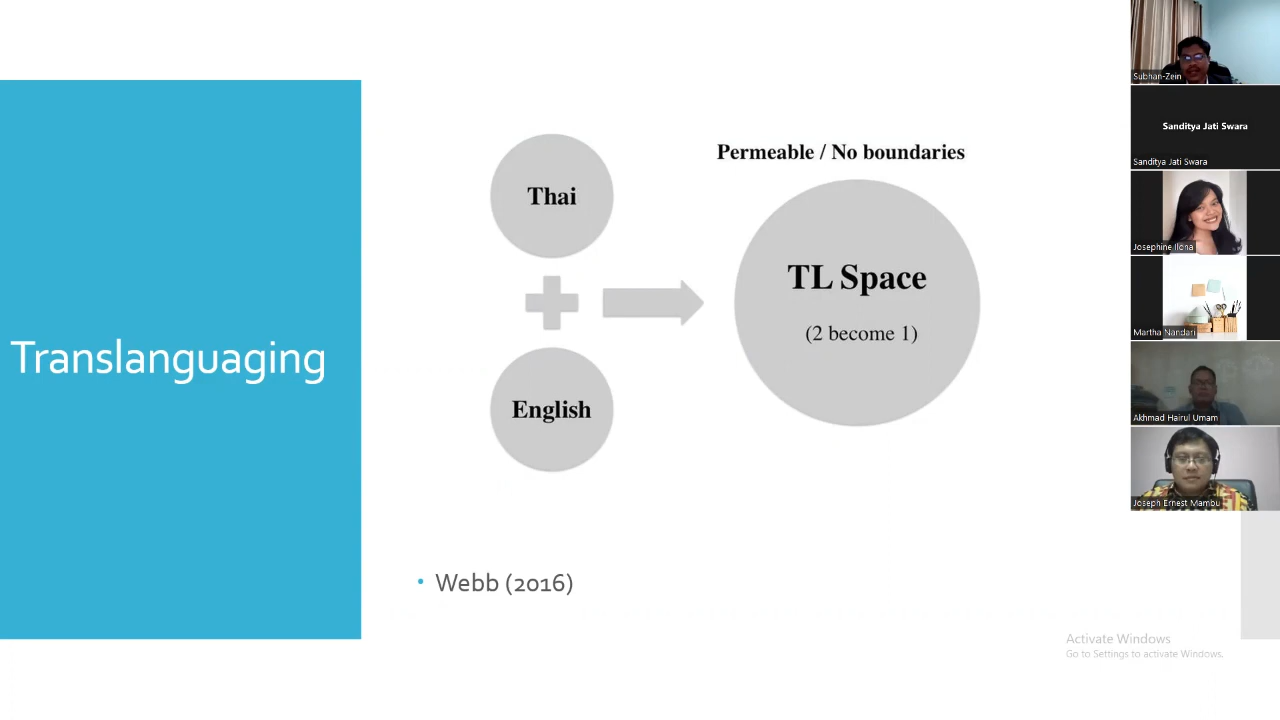 Translanguaging
Thai
English
Permeable / No boundaries
TL Space
(2 become 1)
• Webb (2016)
Subhan-Zein
Sanditya Jati Swara
Sanditya Jati Swara
Josephine Ilona
Martha Nandari
Akhmad Hairul Umam
Joseph Ernest Mambu
Activate Windows
Go to Settings to activate Windows.